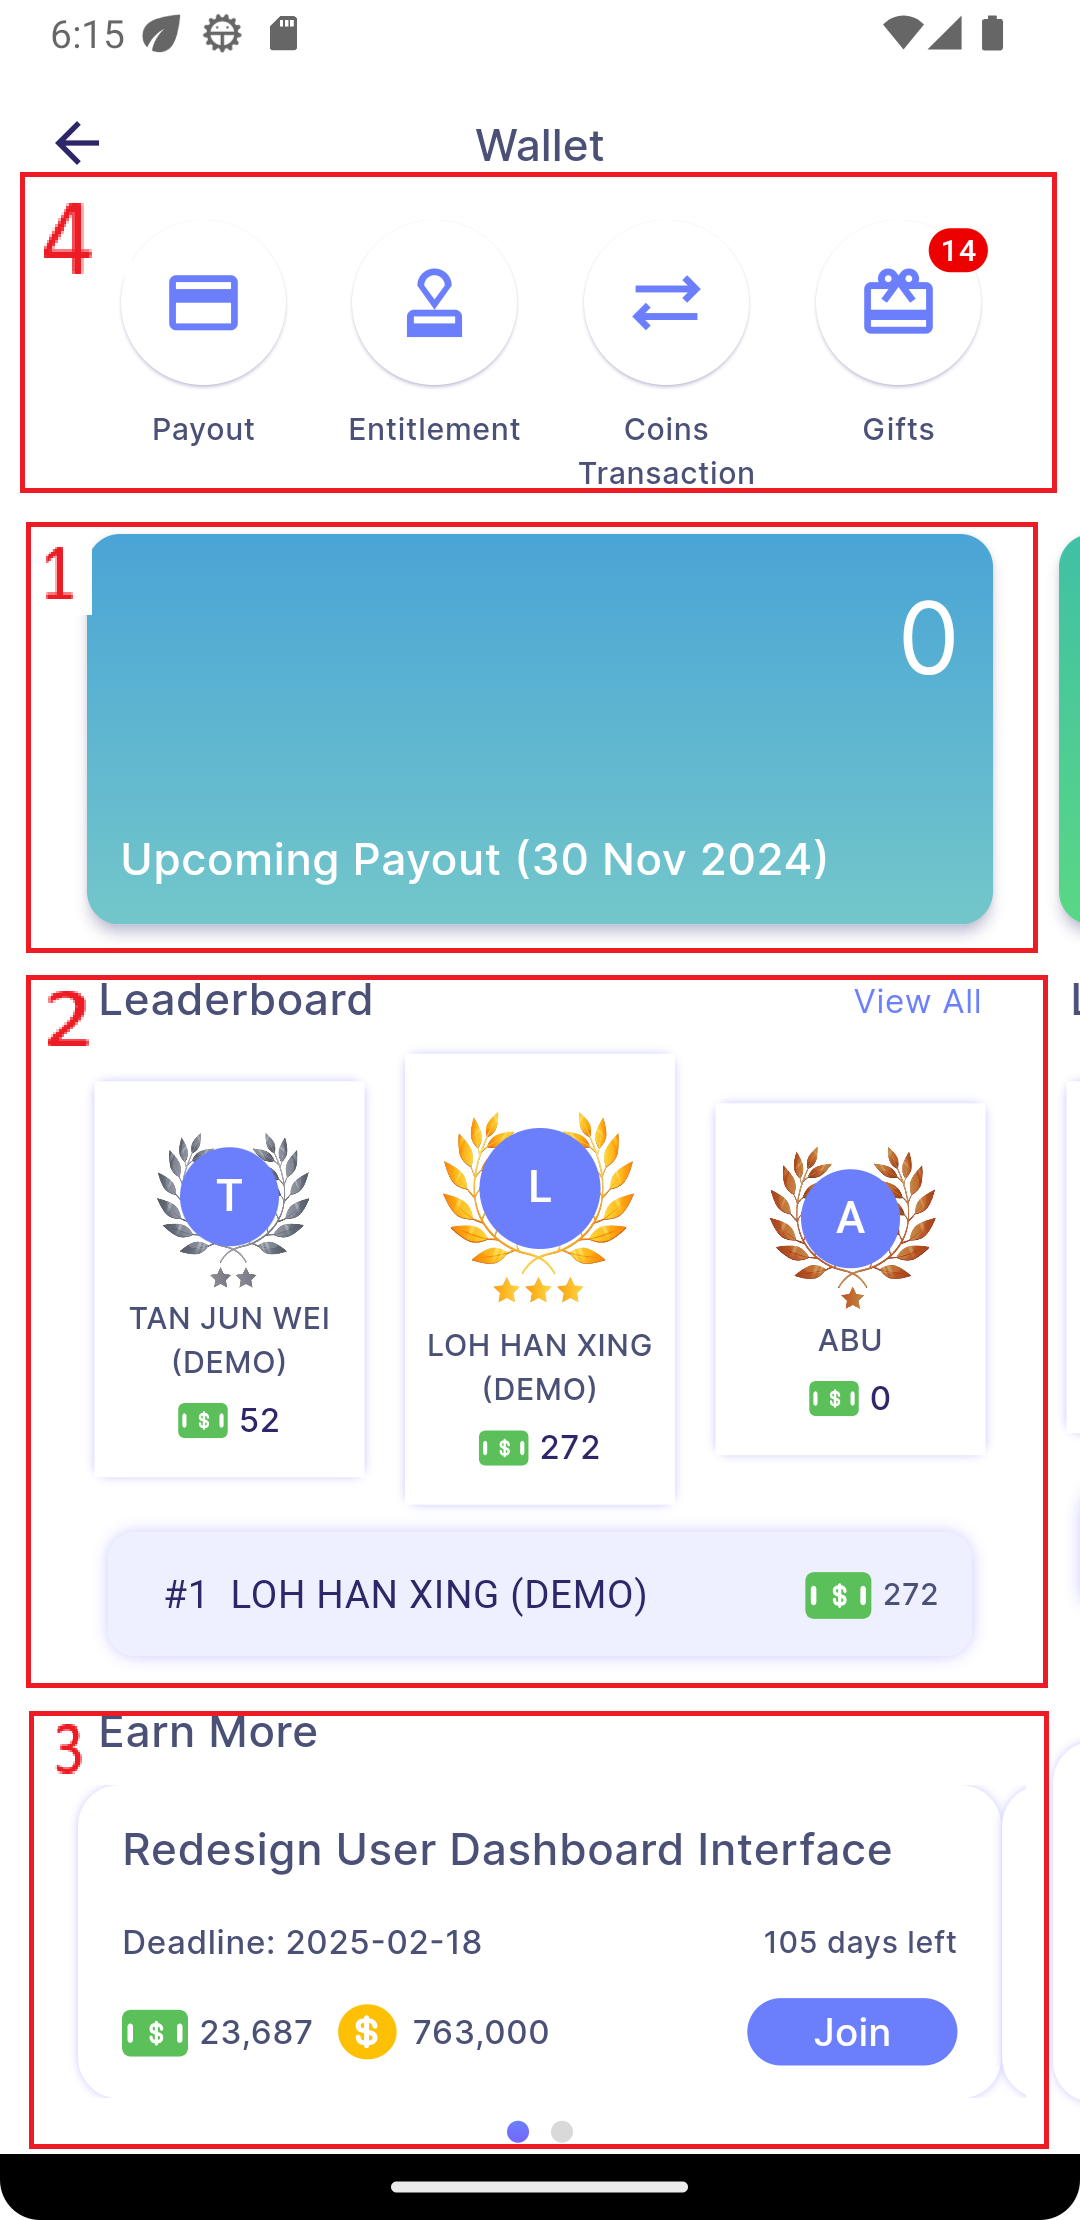 6:15
Wallet
4
14
Payout
Entitlement
Coins
Transaction
Gifts
1
0
Upcoming Payout (30 Nov 2024)
2
Leaderboard
View All
L
T
L
A
TAN JUN WEI
(DEMO)
52
LOH HAN XING
(DEMO)
272
ABU
0
#1 LOH HAN XING (DEMO)
272
3
Earn More
Redesign User Dashboard Interface
Deadline: 2025-02-18
105 days left
$ 23,687
$ 763,000
Join